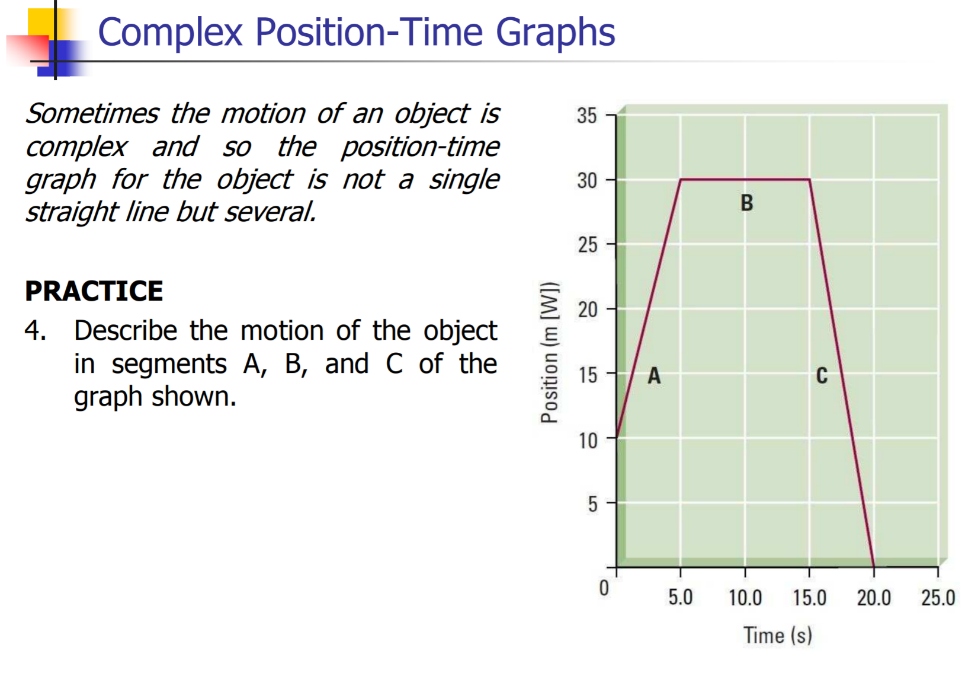 Complex Position-Time Graphs
Sometimes the motion of an object is
complex and so the position-time
graph for the object is not a single
straight line but several.
PRACTICE
4. Describe the motion of the object
in segments A, B, and C of the
graph shown.
35
30
25
20
15
10
5
0
Position (m [W])
A
B
C
5.0 10.0 15.0 20.0 25.0
Time (s)